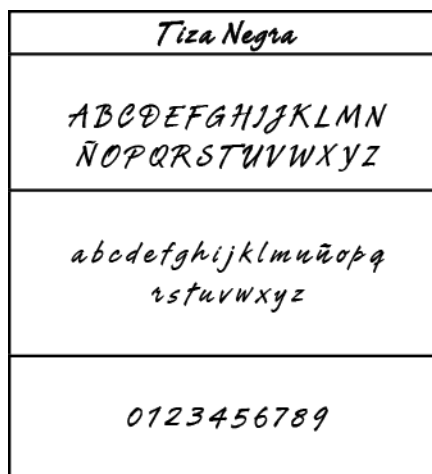 Tiza Negra
ABCDEFGHIJKLMN
ÑOPQRSTUVWXYZ
abcdefghijklmnñopq
rstuvwxyz
0123456789